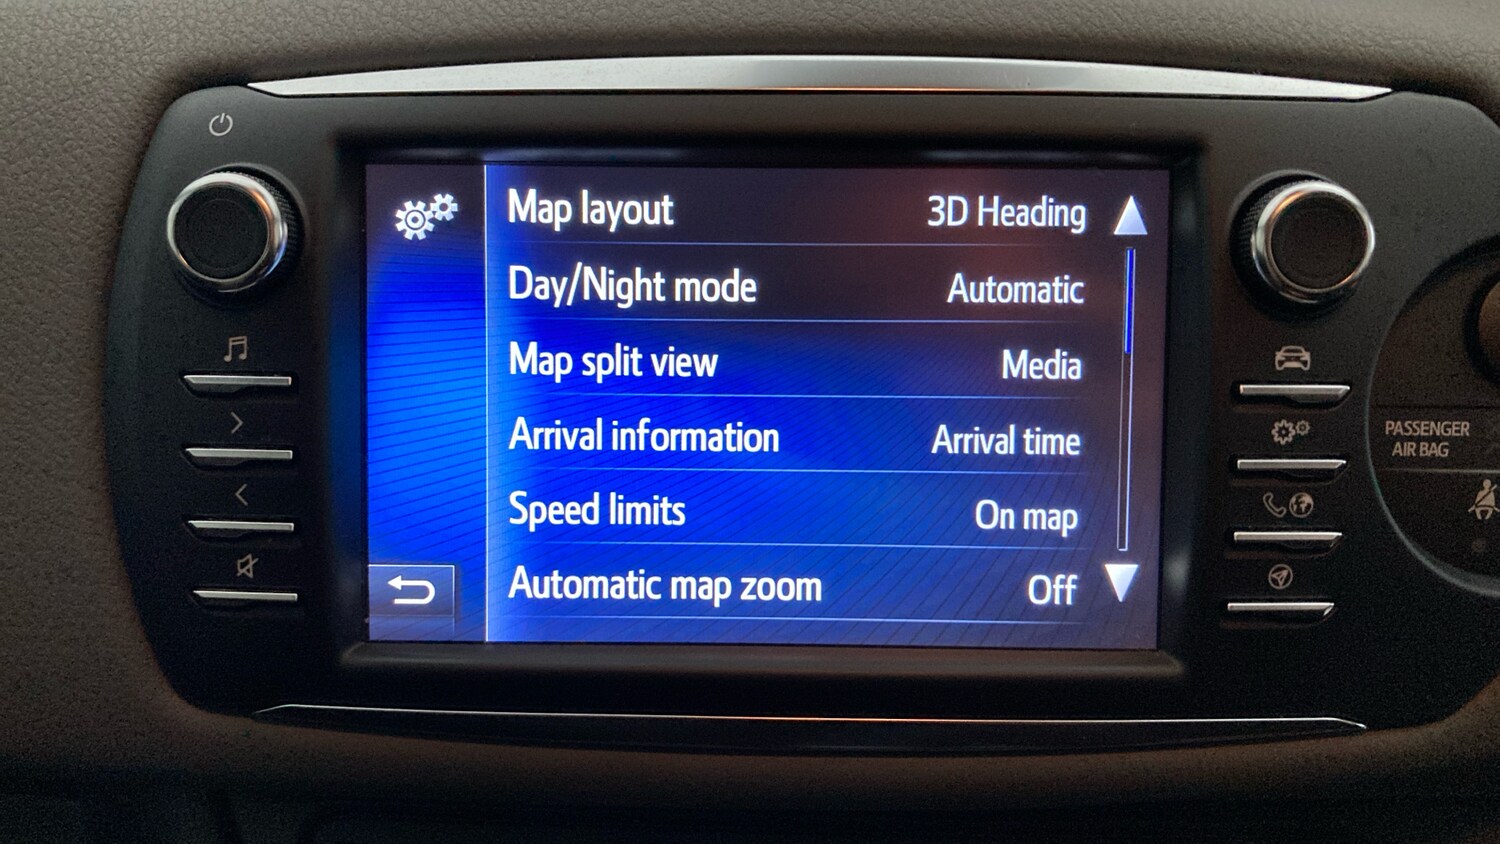 Map layout 3D Heading
Day/Night mode Automatic
Map split view Media
Arrival information Arrival time
Speed limits On map
Automatic map zoom Off
PASSENGER
AIR BAG